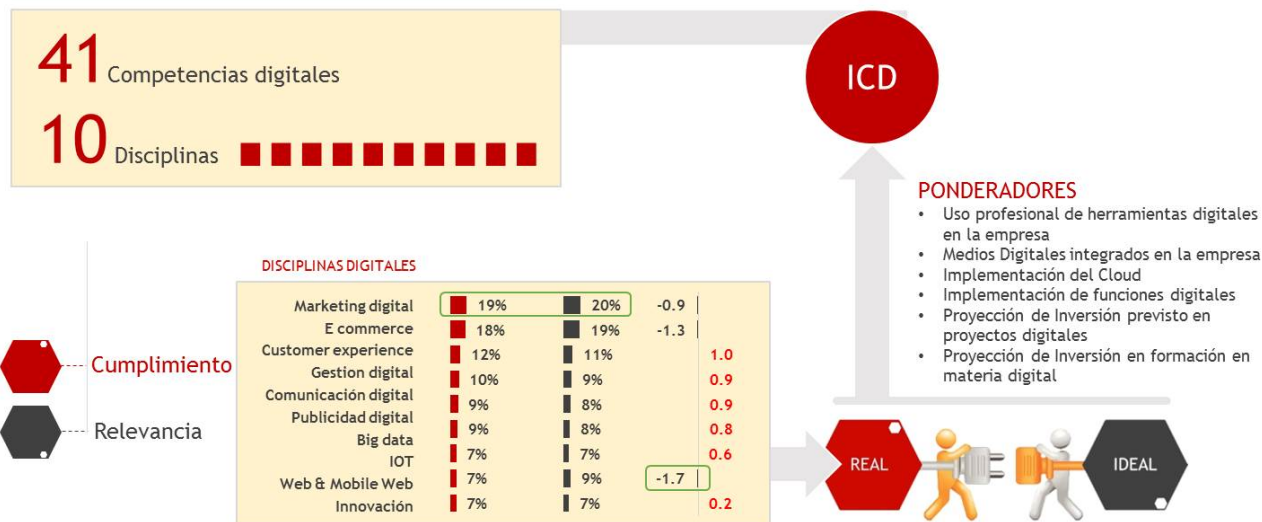 41 Competencias digitales
10 Disciplinas
ICD
PONDERADORES
• Uso profesional de herramientas digitales
en la empresa
• Medios Digitales integrados en la empresa
• Implementación del Cloud
• Implementación de funciones digitales
• Proyección de Inversión previsto en
proyectos digitales
• Proyección de Inversión en formación en
materia digital
DISCIPLINAS DIGITALES
Marketing digital 19% 20% -0.9
E commerce 18% 19% -1.3
Customer experience 12% 11% 1.0
Gestion digital 10% 9% 0.9
Comunicación digital 9% 8% 0.9
Publicidad digital 9% 8% 0.8
Big data 7% 7% 0.6
IOT 7% 9% -1.7
Web & Mobile Web 7% 7% 0.2
Innovación
Cumplimiento
Relevancia
REAL
IDEAL